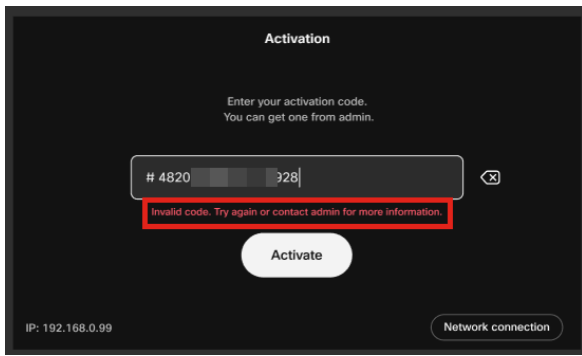 Activation
Enter your activation code.
You can get one from admin.
# 4820 928
Invalid code. Try again or contact admin for more information.
Activate
IP: 192.168.0.99
Network connection